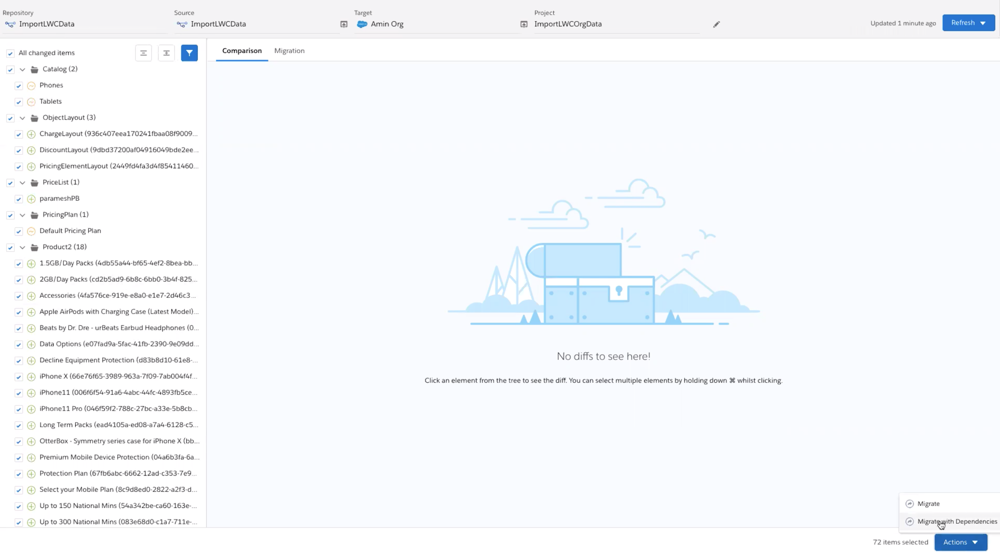 Repository
ImportLWCData
Source
ImportLWCData
Target
Amin Org
Project
ImportLWCOrgData
Updated 1 minute ago
Refresh
All changed items
Comparison
Migration
Catalog (2)
Phones
Tablets
ObjectLayout (3)
ChargeLayout (936c407eea170241fbaa08f9009...
DiscountLayout (9dbd37200af04916049bde2ee...
PricingElementLayout (2449fd4fa3d4f85411460...
PriceList (1)
parameshPB
PricingPlan (1)
Default Pricing Plan
Product2 (18)
1.5GB/Day Packs (4db55a44-bf65-4ef2-8bea-bb...
2GB/Day Packs (cd2b5ad9-6b8c-6bb0-3b4f-825...
Accessories (4fa576ce-919e-e8a0-e1e7-2d46c3...
Apple AirPods with Charging Case (Latest Model)...
Beats by Dr. Dre - urBeats Earbud Headphones (0...
Data Options (e07fad9a-5fac-41fb-2390-9e09dd...
Decline Equipment Protection (d83b8d10-61e8-...
iPhone X (66e76f65-3989-963a-7f09-7ab004f4f...
iPhone11 (006f6f54-91a6-4abc-44fc-4893fb5ce...
iPhone11 Pro (046f59f2-788c-27bc-a33e-5b8cb...
Long Term Packs (ead4105a-ed08-a7a4-6128-c5...
OtterBox - Symmetry series case for iPhone X (bb...
Premium Mobile Device Protection (04a6b3fa-6a...
Protection Plan (67fb6abc-6662-12ad-c353-7e9...
Select your Mobile Plan (8c9d8ed0-2822-a2f3-d...
Up to 150 National Mins (54a342be-ca60-163e-...
Up to 300 National Mins (083e68d0-c1a7-711e-...
No diffs to see here!
Click an element from the tree to see the diff. You can select multiple elements by holding down ⌘ whilst clicking.
Migrate
Migrate with Dependencies
72 items selected
Actions